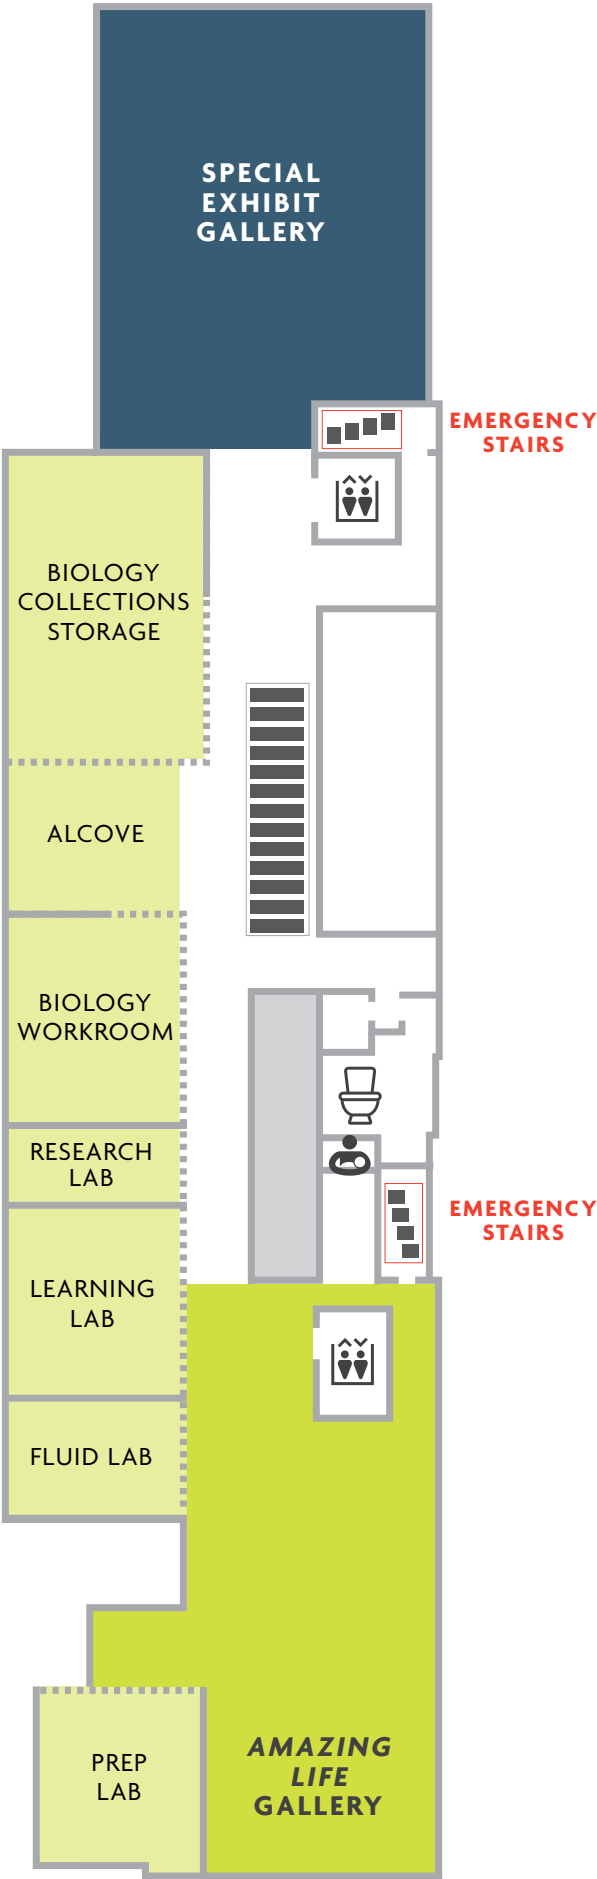 SPECIAL
EXHIBIT
GALLERY
EMERGENCY
STAIRS
BIOLOGY
COLLECTIONS
STORAGE
ALCOVE
BIOLOGY
WORKROOM
RESEARCH
LAB
EMERGENCY
STAIRS
LEARNING
LAB
FLUID LAB
AMAZING
LIFE
GALLERY
PREP
LAB